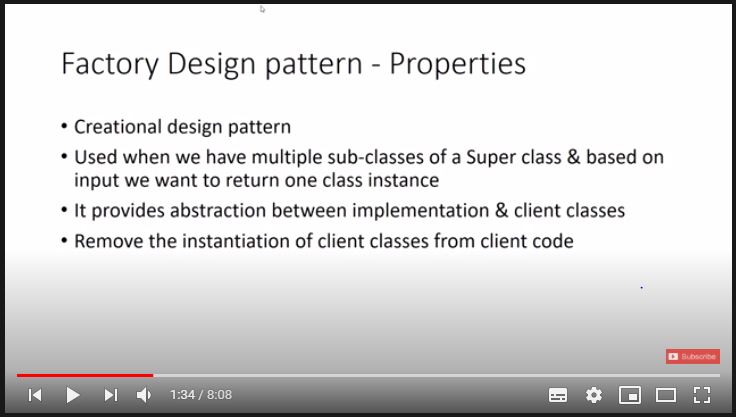 Factory Design pattern - Properties
• Creational design pattern
• Used when we have multiple sub-classes of a Super class & based on
input we want to return one class instance
• It provides abstraction between implementation & client classes
• Remove the instantiation of client classes from client code
Subscribe
1:34 / 8:08